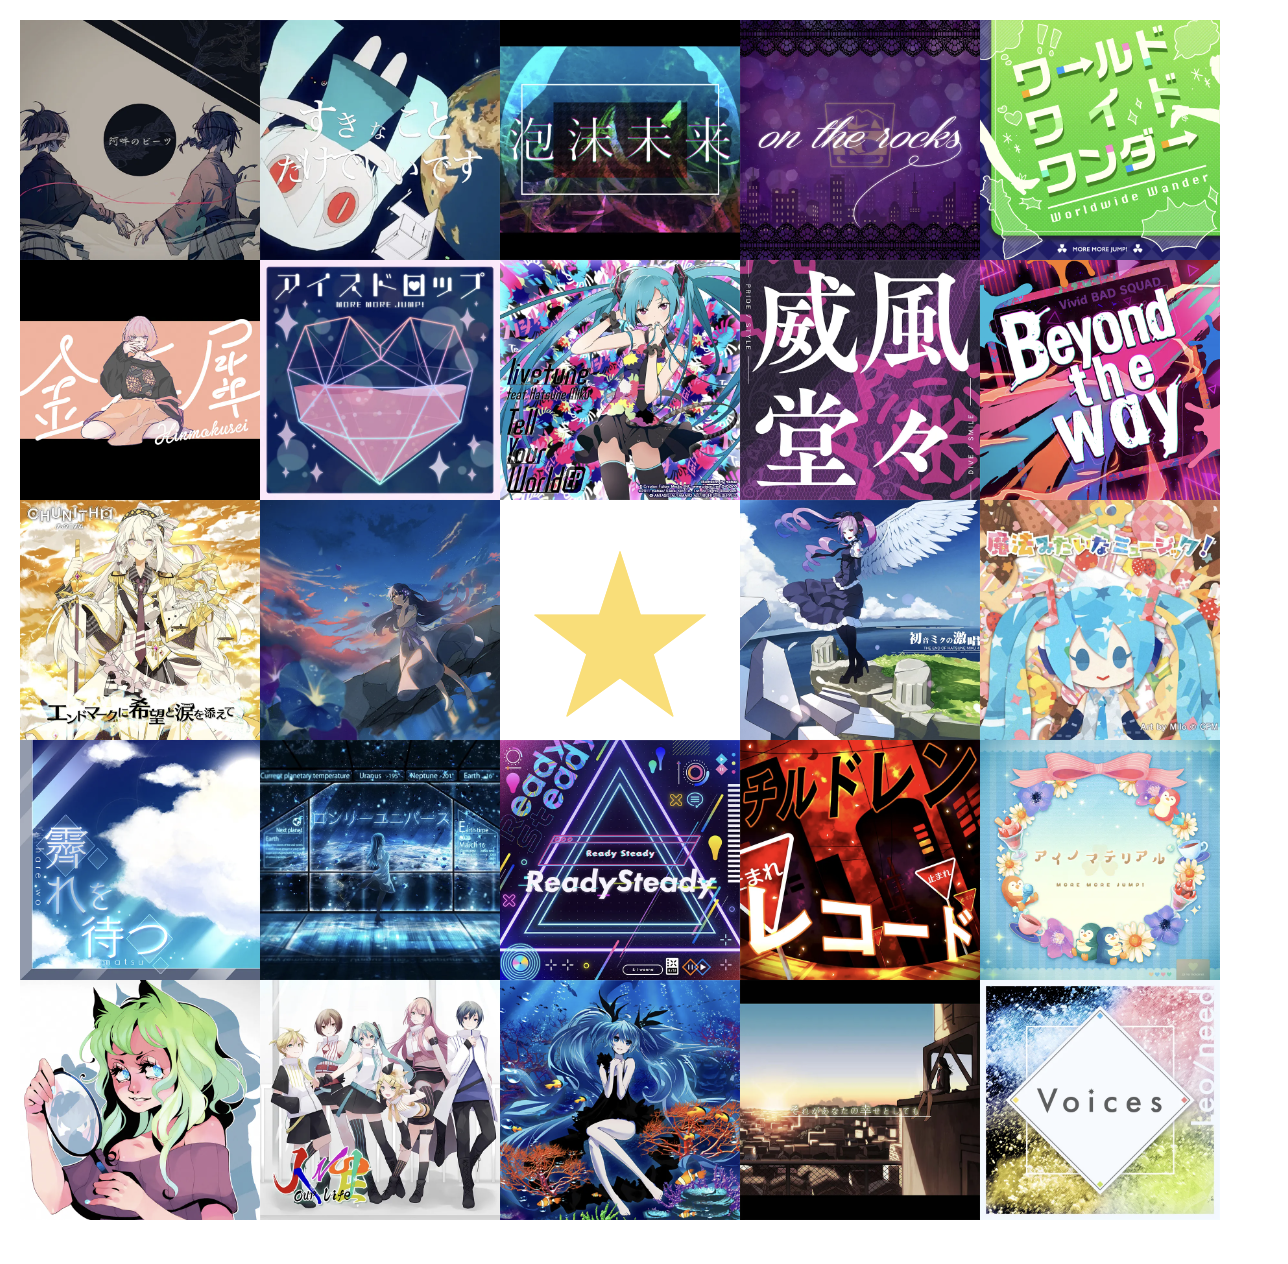 阿吽のビーツ
すきなこと
だけでいいです
泡沫未来
on the rocks
ワールド
ワイド
ワンダー
Worldwide Wander
MORE MORE JUMP!
金木犀
Kinmokusei
アイスドロップ
MORE MORE JUMP!
livetune
feat. Hatsune Miku
Tell
Your
World EP
PRIDE / STYLE
威風
堂々
DIVE / SMILE
Vivid BAD SQUAD
Beyond
the
way
CHUNITHM
エンドマークに希望と涙を添えて
初音ミクの激唱
THE END OF HATSUNE MIKU
魔法みたいなミュージック!
Art by Milo © CFM
霽れを
待つ
hare wo
matsu
Current planetary temperature
Uranus -195°
Neptune -201°
Earth 16°
ロンリーユニバース
Next planet
Earth
Earth time
March 16
Ready Steady
ReadySteady
チルドレン
レコード
止まれ
まれ
アイノマテリアル
MORE MORE JUMP!
人生
Our Life
それがあなたの幸せとしても
Voices
Leo/need